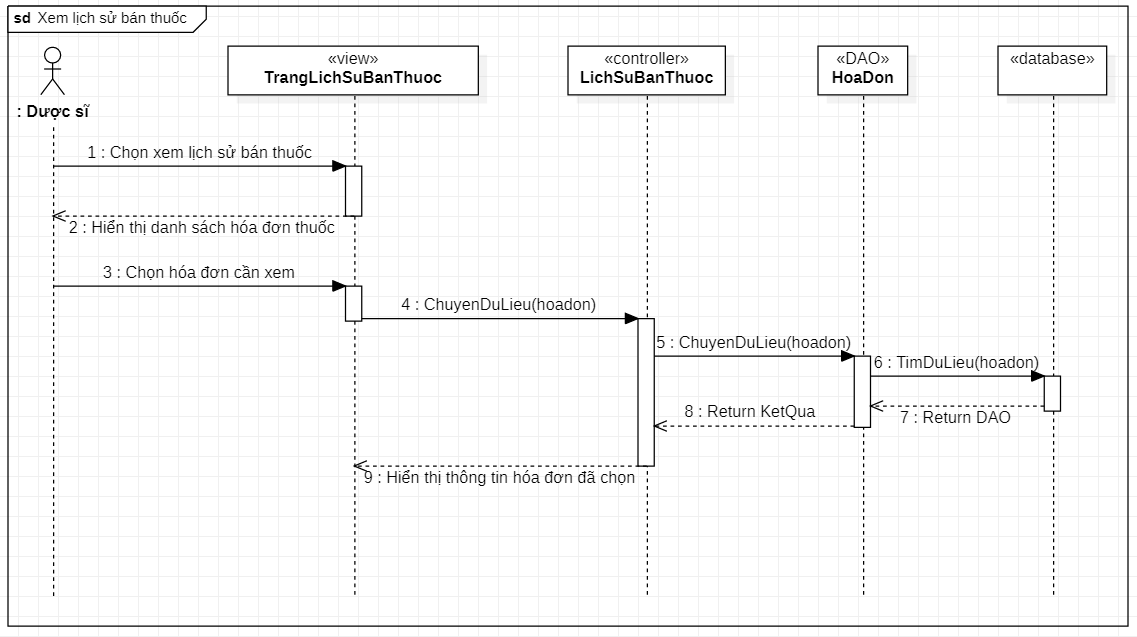 sd Xem lịch sử bán thuốc
«view»
TrangLichSuBanThuoc
«controller»
LichSuBanThuoc
«DAO»
HoaDon
«database»
: Dược sĩ
1 : Chọn xem lịch sử bán thuốc
2 : Hiển thị danh sách hóa đơn thuốc
3 : Chọn hóa đơn cần xem
4 : ChuyenDuLieu(hoadon)
5 : ChuyenDuLieu(hoadon)
6 : TimDuLieu(hoadon)
7 : Return DAO
8 : Return KetQua
9 : Hiển thị thông tin hóa đơn đã chọn